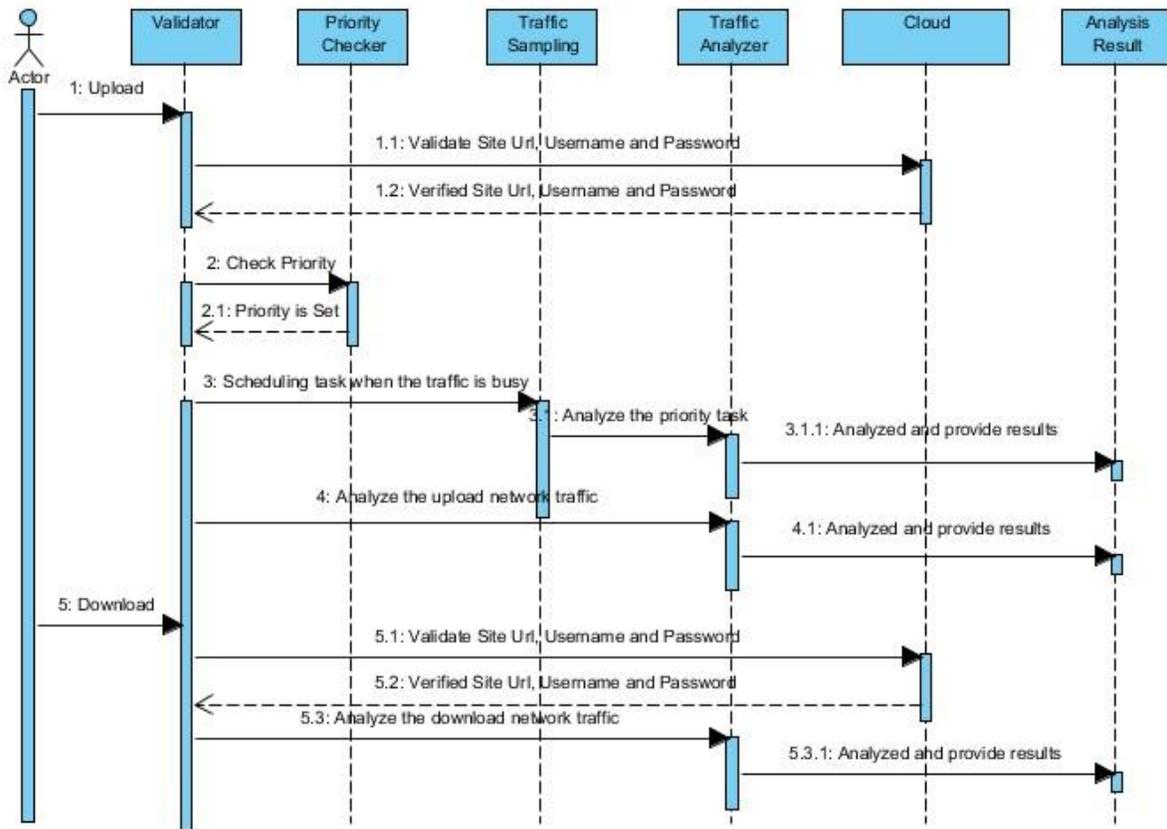 Actor
Validator
Priority
Checker
Traffic
Sampling
Traffic
Analyzer
Cloud
Analysis
Result
1: Upload
1.1: Validate Site Url, Username and Password
1.2: Verified Site Url, Username and Password
2: Check Priority
2.1: Priority is Set
3: Scheduling task when the traffic is busy
3.1: Analyze the priority task
3.1.1: Analyzed and provide results
4: Analyze the upload network traffic
4.1: Analyzed and provide results
5: Download
5.1: Validate Site Url, Username and Password
5.2: Verified Site Url, Username and Password
5.3: Analyze the download network traffic
5.3.1: Analyzed and provide results